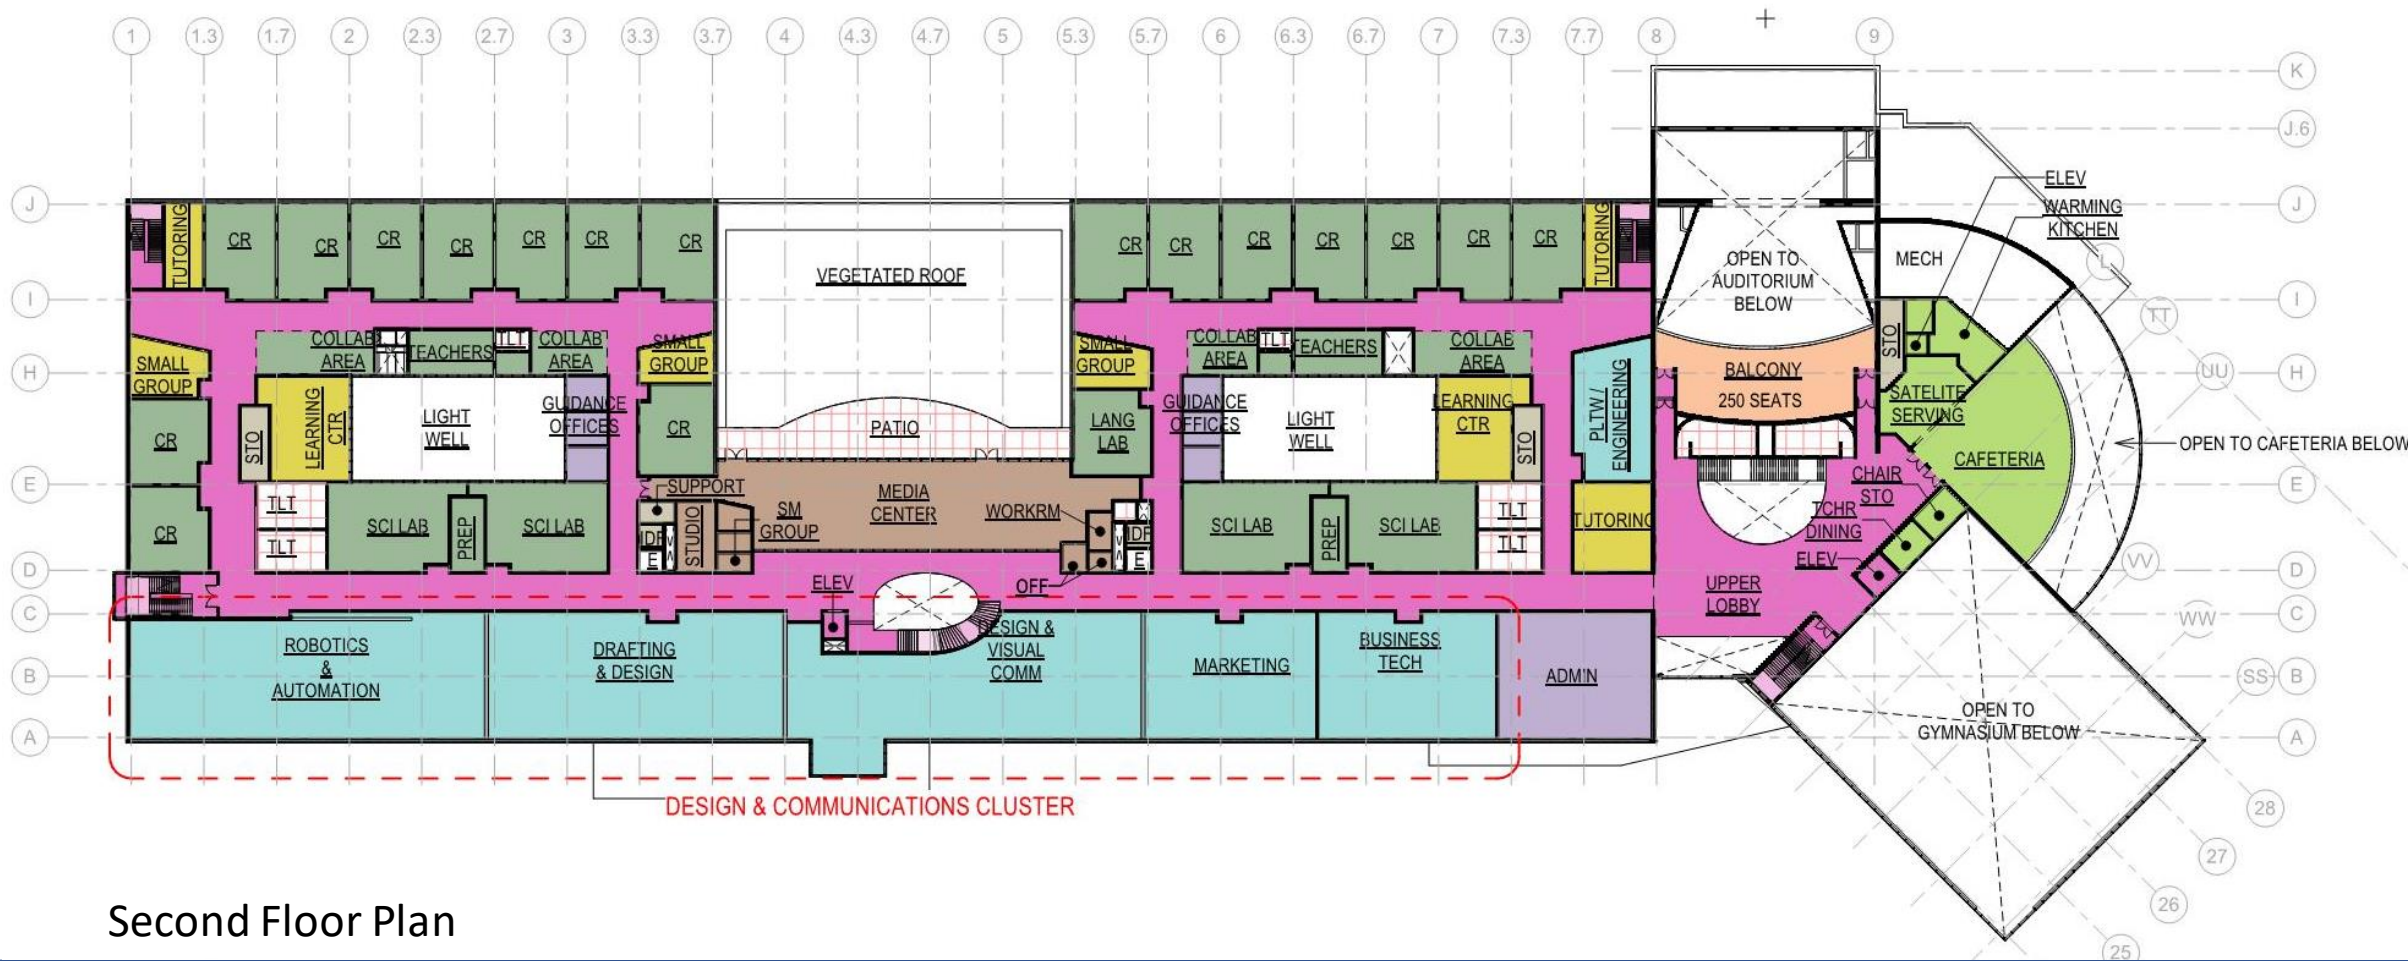 1 1.3 1.7 2 2.3 2.7 3 3.3 3.7 4 4.3 4.7 5 5.3 5.7 6 6.3 6.7 7 7.3 7.7 8 9
K
J.6
J
J
I
I
H
H
E
E
D
D
C
C
B
B
A
A
L
TT
UU
VV
WW
SS
28
27
26
25
TUTORING
CR
CR
CR
CR
CR
CR
CR
VEGETATED ROOF
CR
CR
CR
CR
CR
CR
CR
TUTORING
OPEN TO
AUDITORIUM
BELOW
MECH
ELEV
WARMING
KITCHEN
SMALL
GROUP
COLLAB
AREA
TEACHERS
TLT
COLLAB
AREA
SMALL
GROUP
SMALL
GROUP
COLLAB
AREA
TLT
TEACHERS
COLLAB
AREA
PLTW/
ENGINEERING
BALCONY
250 SEATS
STO
SATELITE
SERVING
CAFETERIA
OPEN TO CAFETERIA BELOW
CR
STO
LEARNING
CTR
LIGHT
WELL
GUIDANCE
OFFICES
CR
PATIO
LANG
LAB
GUIDANCE
OFFICES
LIGHT
WELL
LEARNING
CTR
STO
CR
TLT
TLT
SCI LAB
PREP
SCI LAB
SUPPORT
IDF
E
STUDIO
SM
GROUP
MEDIA
CENTER
WORKRM
IDF
E
OFF
ELEV
SCI LAB
PREP
SCI LAB
TLT
TLT
TUTORING
CHAIR
STO
TCHR
DINING
ELEV
UPPER
LOBBY
ROBOTICS
&
AUTOMATION
DRAFTING
& DESIGN
DESIGN &
VISUAL
COMM
MARKETING
BUSINESS
TECH
ADMIN
OPEN TO
GYMNASIUM BELOW
DESIGN & COMMUNICATIONS CLUSTER
Second Floor Plan